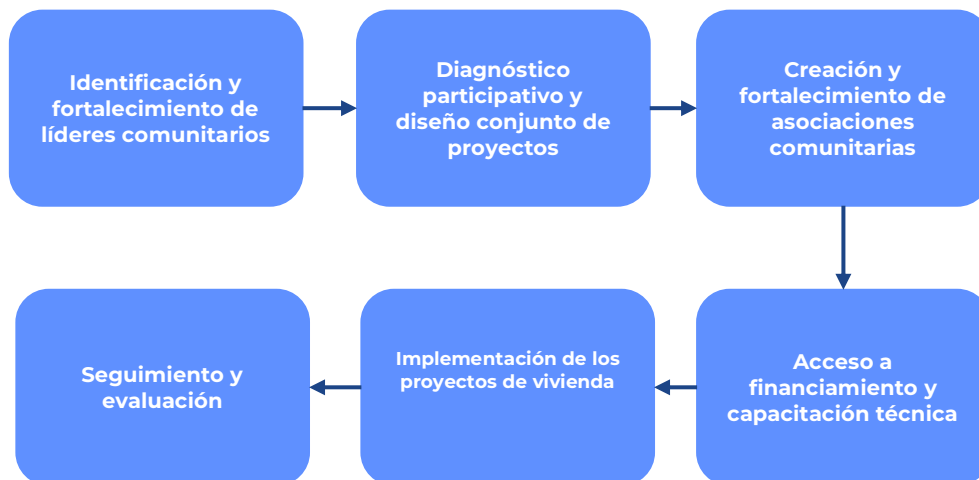 Identificación y
fortalecimiento de
líderes comunitarios
Diagnóstico
participativo y
diseño conjunto de
proyectos
Creación y
fortalecimiento de
asociaciones
comunitarias
Acceso a
financiamiento y
capacitación técnica
Implementación de los
proyectos de vivienda
Seguimiento y
evaluación